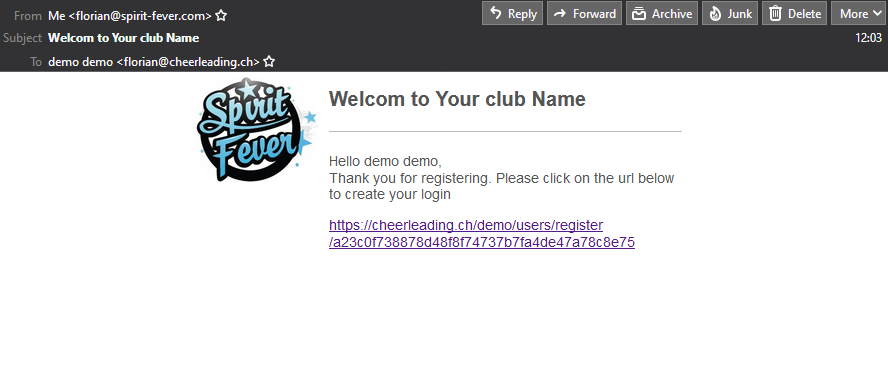 From Me <florian@spirit-fever.com>
Reply Forward Archive Junk Delete More
Subject Welcom to Your club Name
12:03
To demo demo <florian@cheerleading.ch>
Spirit
Fever
Welcom to Your club Name
Hello demo demo,
Thank you for registering. Please click on the url below
to create your login
https://cheerleading.ch/demo/users/register
/a23c0f738878d48f8f74737b7fa4de47a78c8e75